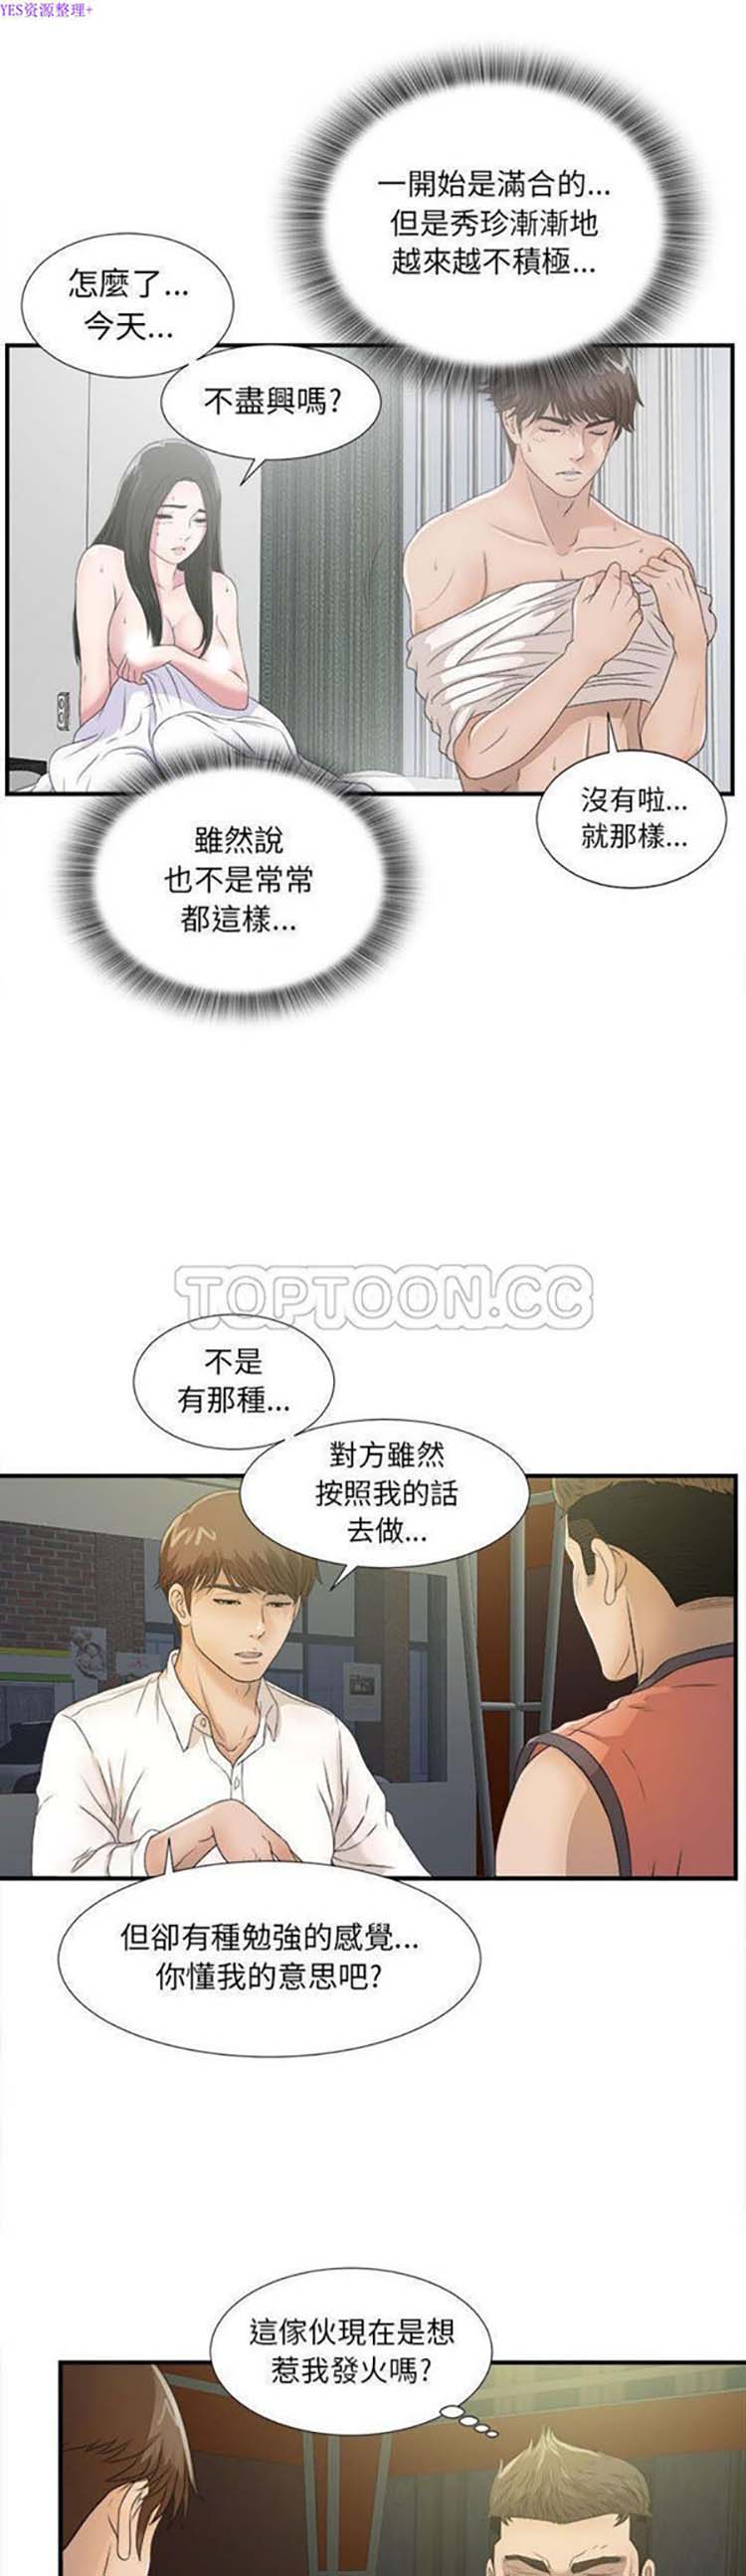 YES资源整理+
一開始是滿合的...
但是秀珍漸漸地
越來越不積極...
怎麼了...
今天...
不盡興嗎?
沒有啦...
就那樣...
雖然說
也不是常常
都這樣...
TOPTOON.CC
不是
有那種...
對方雖然
按照我的話
去做...
但卻有種勉強的感覺...
你懂我的意思吧?
這傢伙現在是想
惹我發火嗎?